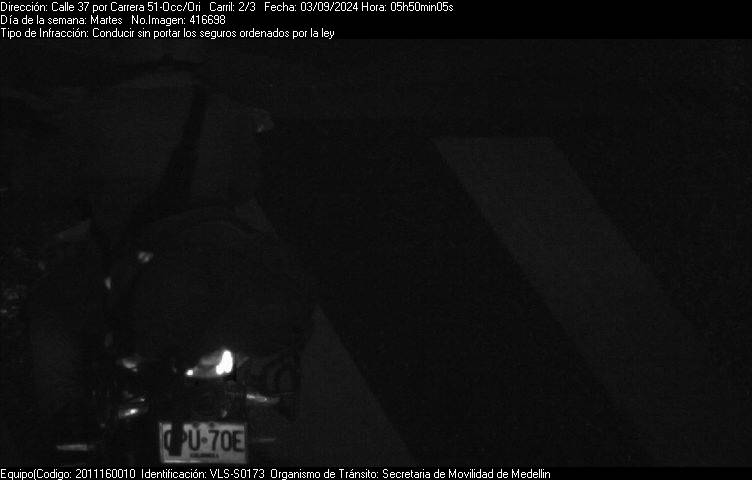 Dirección: Calle 37 por Carrera 51-Occ/Ori Carril: 2/3 Fecha: 03/09/2024 Hora: 05h50min05s
Día de la semana: Martes No.Imagen: 416698
Tipo de Infracción: Conducir sin portar los seguros ordenados por la ley
PU-70E
Equipo(Codigo: 2011160010 Identificación: VLS-S0173 Organismo de Tránsito: Secretaria de Movilidad de Medellin